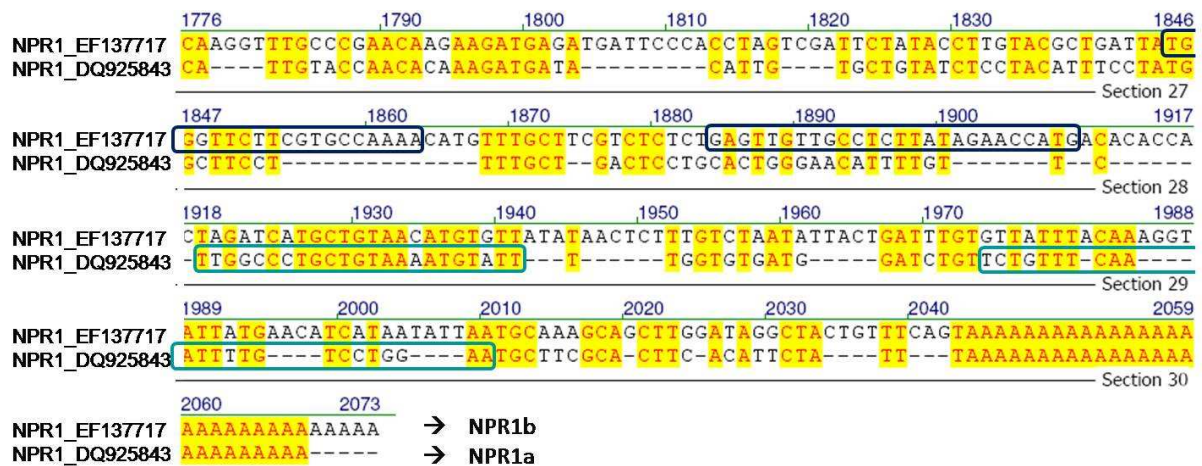 1776 1790 1800 1810 1820 1830 1846
NPR1_EF137717 CAAGGTTTGCCCGAACAAGAAGATGAGATGATTCCCACCTAGTCGATTCTATACCTTGTACGCTGATTATG
NPR1_DQ925843 CA----TTGTACCAACACAAAGATGATA---------CATTG----TGCTGTATCTCCTACATTTCCTATG
Section 27
1847 1860 1870 1880 1890 1900 1917
NPR1_EF137717 GGTTCTTCGTGCCAAAACATGTTTGCTTCGTCTCTCTGAGTTGTTGCCTCTTATAGAACCATGACACACCA
NPR1_DQ925843 GCTTCCT--------------TTTGCT--GACTCCTGCACTGGGAACATTTTGT-------T--C------
Section 28
1918 1930 1940 1950 1960 1970 1988
NPR1_EF137717 CTAGATCATGCTGTAACATGTGTTATATAACTCTTTGTCTAATATTACTGATTTGTGTTATTTACAAAGGT
NPR1_DQ925843 -TTGGCCCTGCTGTAAAATGTATT---T------TGGTGTGATG-----GATCTGTTCTGTTT-CAA----
Section 29
1989 2000 2010 2020 2030 2040 2059
NPR1_EF137717 ATTATGAACATCATAATATTAATGCAAAGCAGCTTGGATAGGCTACTGTTTCAGTAAAAAAAAAAAAAAAA
NPR1_DQ925843 ATTTTG----TCCTGG----AATGCTTCGCA-CTTC-ACATTCTA----TT---TAAAAAAAAAAAAAAAA
Section 30
2060 2073
NPR1_EF137717 AAAAAAAAAAAAAA → NPR1b
NPR1_DQ925843 AAAAAAAAA----- → NPR1a